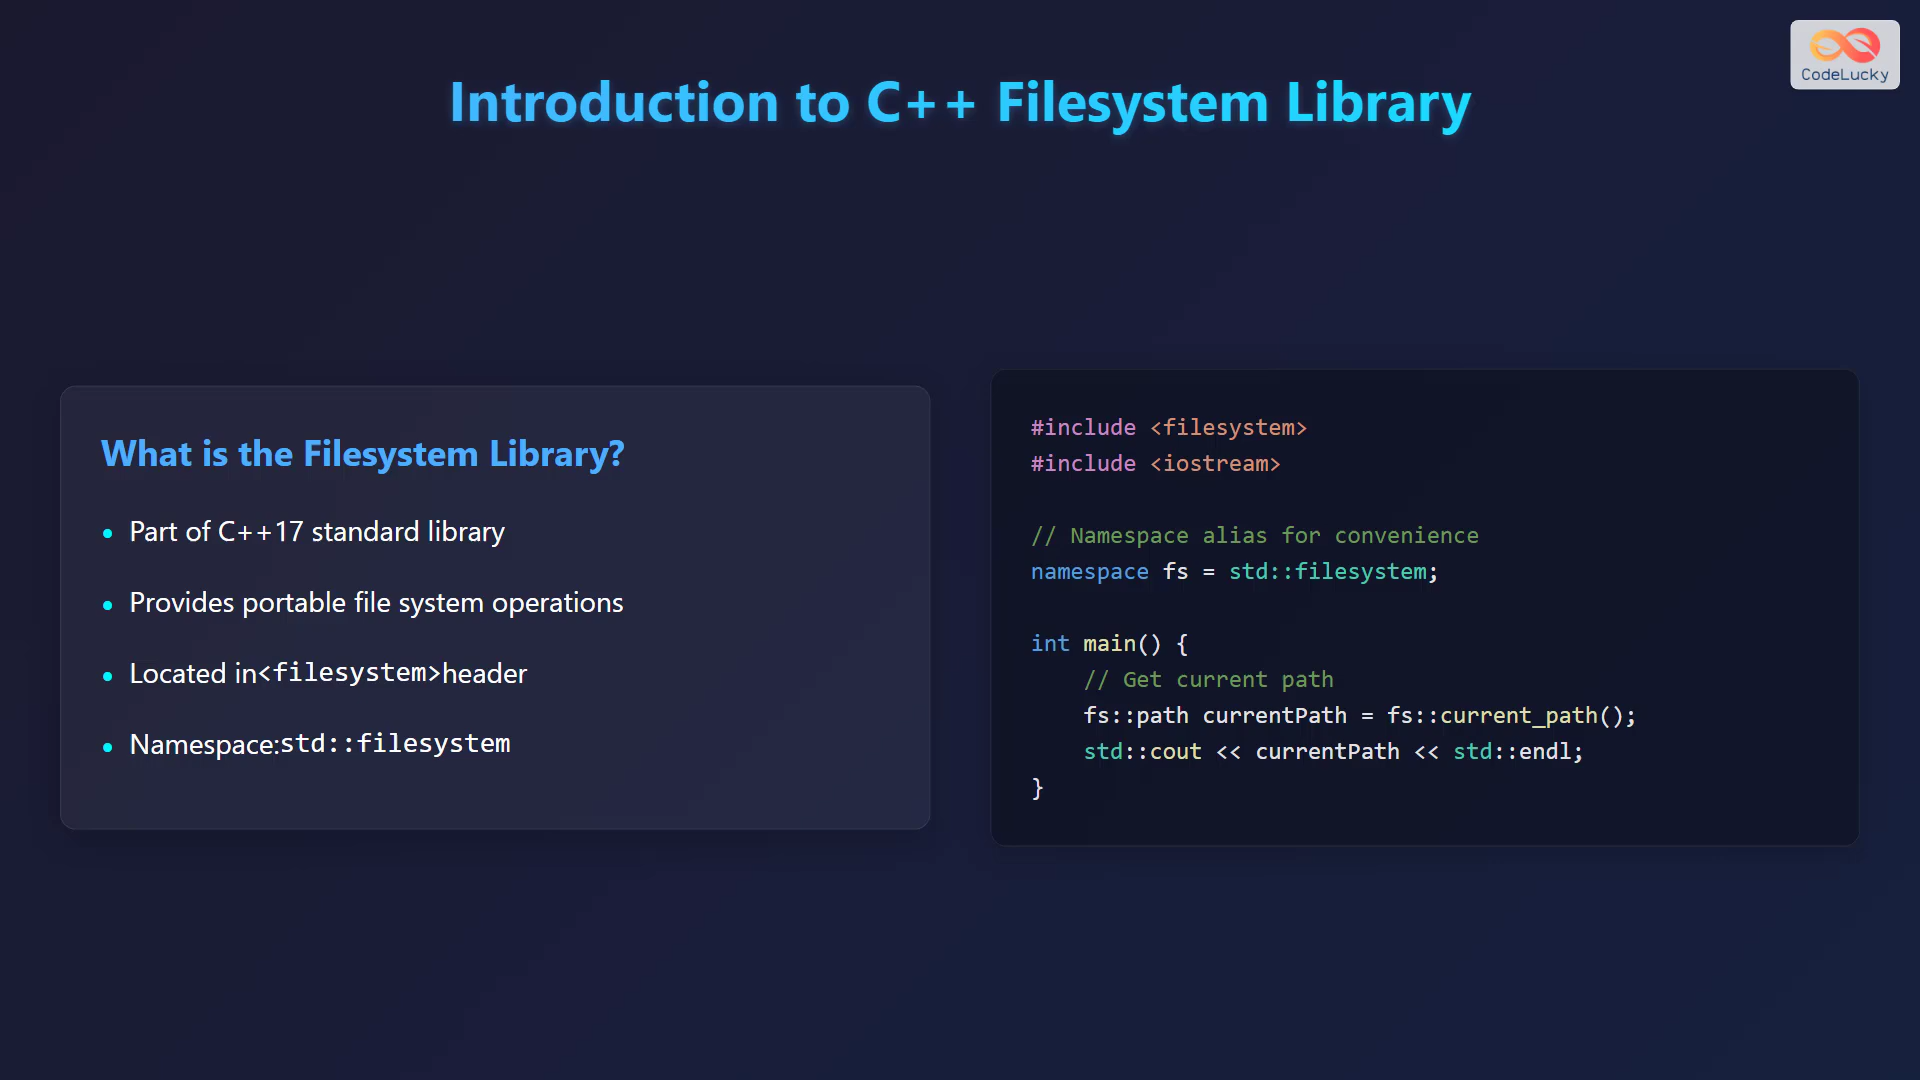 CodeLucky
Introduction to C++ Filesystem Library
What is the Filesystem Library?
Part of C++17 standard library
Provides portable file system operations
Located in<filesystem>header
Namespace:std::filesystem
#include <filesystem>
#include <iostream>

// Namespace alias for convenience
namespace fs = std::filesystem;

int main() {
    // Get current path
    fs::path currentPath = fs::current_path();
    std::cout << currentPath << std::endl;
}